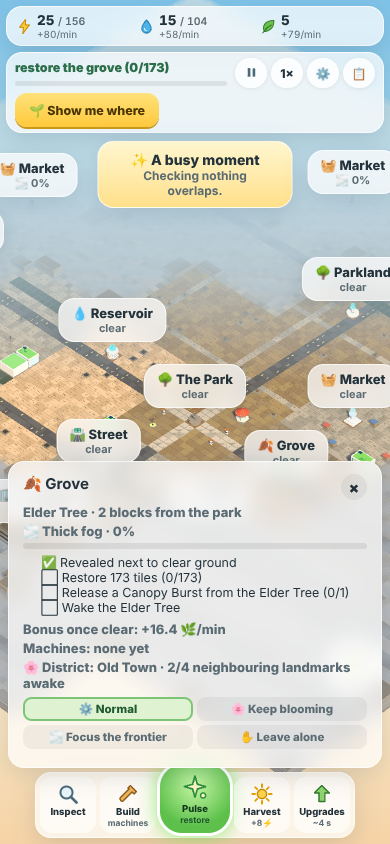 25 / 156
+80/min
15 / 104
+58/min
5
+79/min
restore the grove (0/173)
1×
Show me where
Market
0%
A busy moment
Checking nothing
overlaps.
Market
0%
Parkland
clear
Reservoir
clear
The Park
clear
Market
clear
Street
clear
Grove
clear
Grove
Elder Tree · 2 blocks from the park
Thick fog · 0%
Revealed next to clear ground
Restore 173 tiles (0/173)
Release a Canopy Burst from the Elder Tree (0/1)
Wake the Elder Tree
Bonus once clear: +16.4 🌿/min
Machines: none yet
District: Old Town · 2/4 neighbouring landmarks
awake
Normal
Keep blooming
Focus the frontier
Leave alone
Inspect
Build
machines
Pulse
restore
Harvest
+8⚡
Upgrades
~4 s